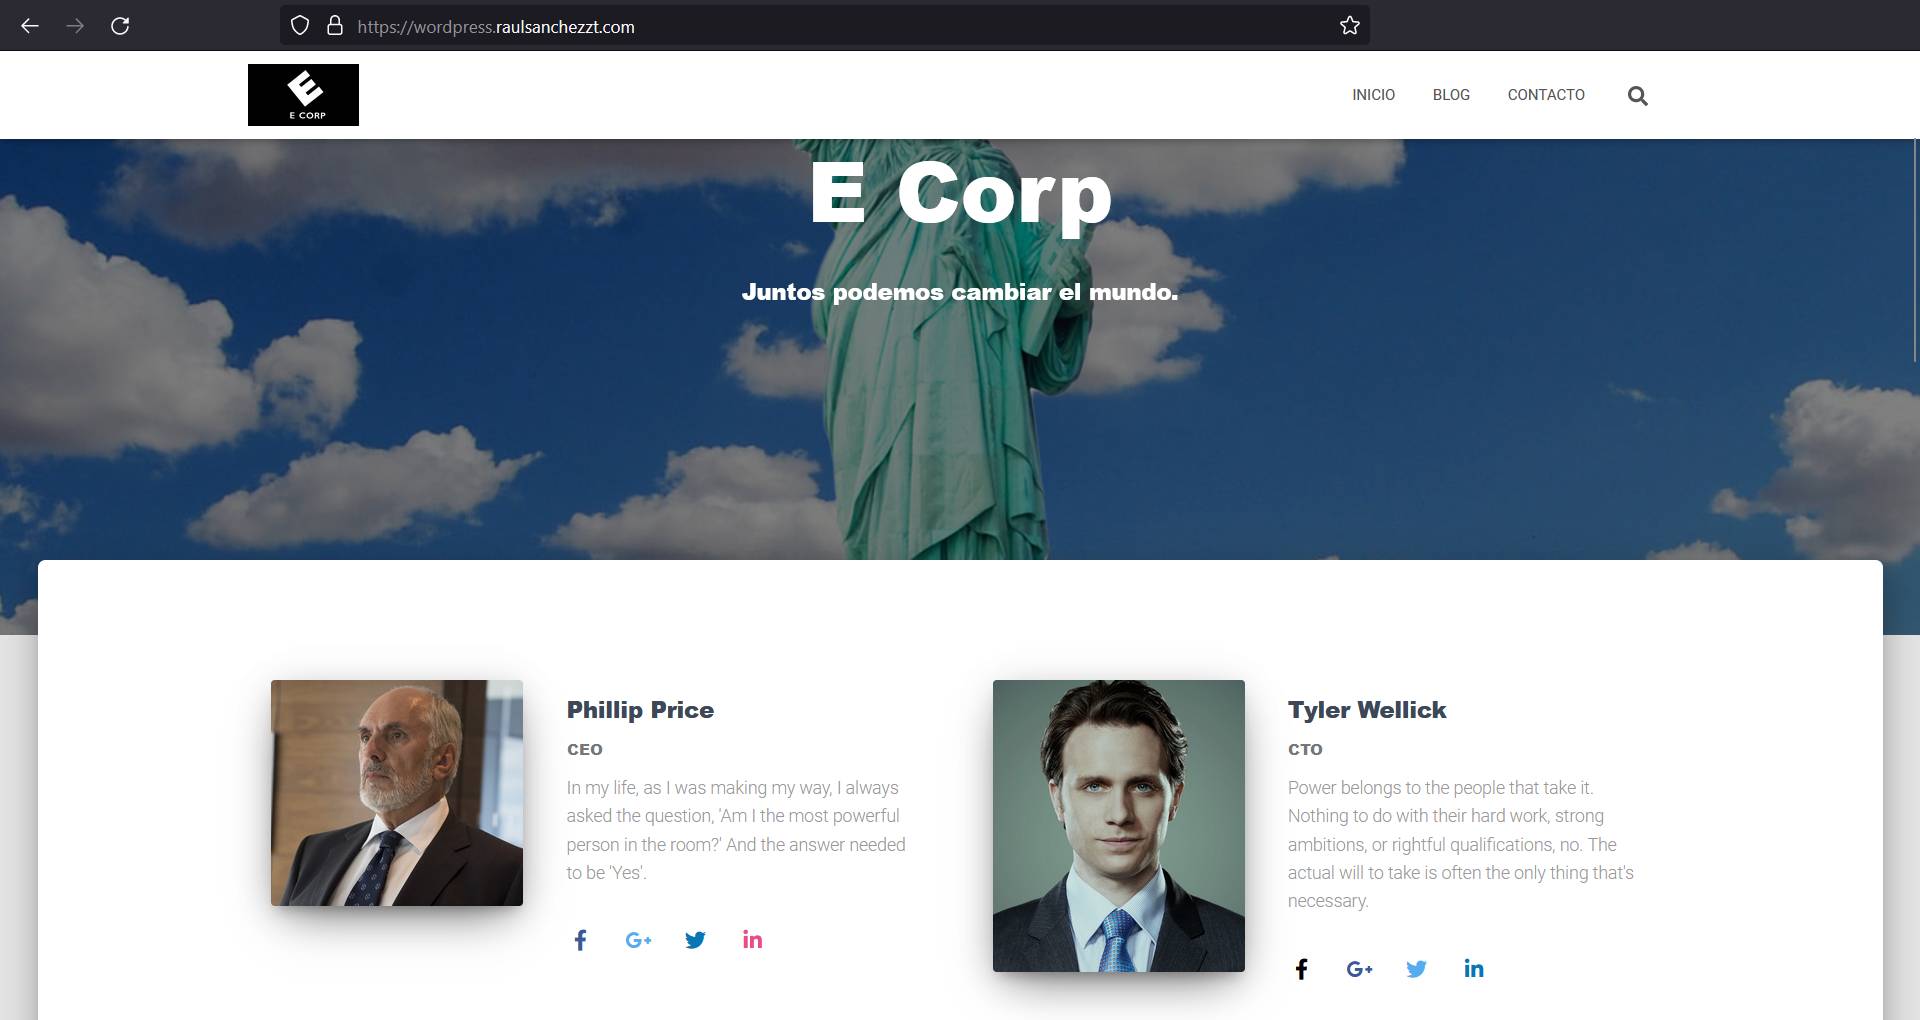 https://wordpress.raulsanchezzt.com
E CORP
INICIO BLOG CONTACTO
E Corp
Juntos podemos cambiar el mundo.
Phillip Price
CEO
In my life, as I was making my way, I always
asked the question, 'Am I the most powerful
person in the room?' And the answer needed
to be 'Yes'.
Tyler Wellick
CTO
Power belongs to the people that take it.
Nothing to do with their hard work, strong
ambitions, or rightful qualifications, no. The
actual will to take is often the only thing that's
necessary.